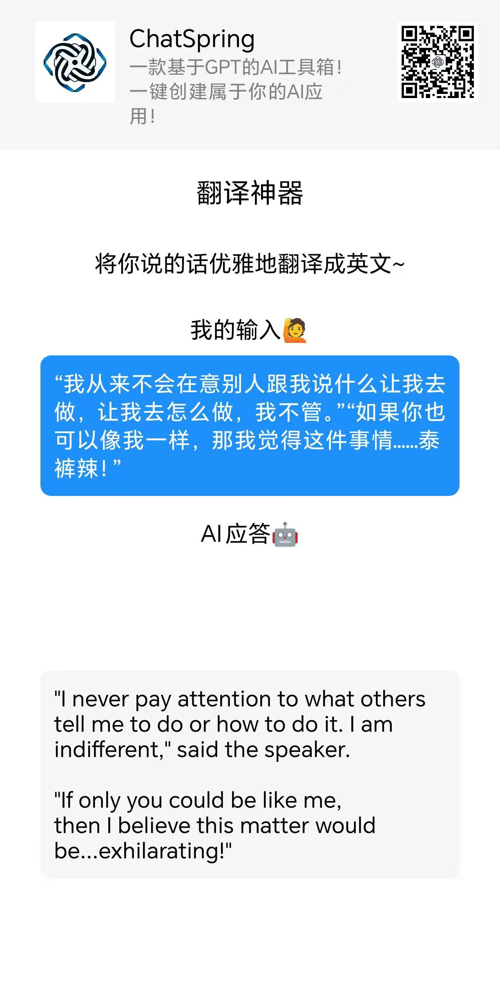 ChatSpring
一款基于GPT的AI工具箱！
一键创建属于你的AI应
用！
翻译神器
将你说的话优雅地翻译成英文~
我的输入🙋
“我从来不会在意别人跟我说什么让我去
做，让我去怎么做，我不管。”“如果你也
可以像我一样，那我觉得这件事情……泰
裤辣！”
AI应答🤖
"I never pay attention to what others
tell me to do or how to do it. I am
indifferent," said the speaker.
"If only you could be like me,
then I believe this matter would
be...exhilarating!"